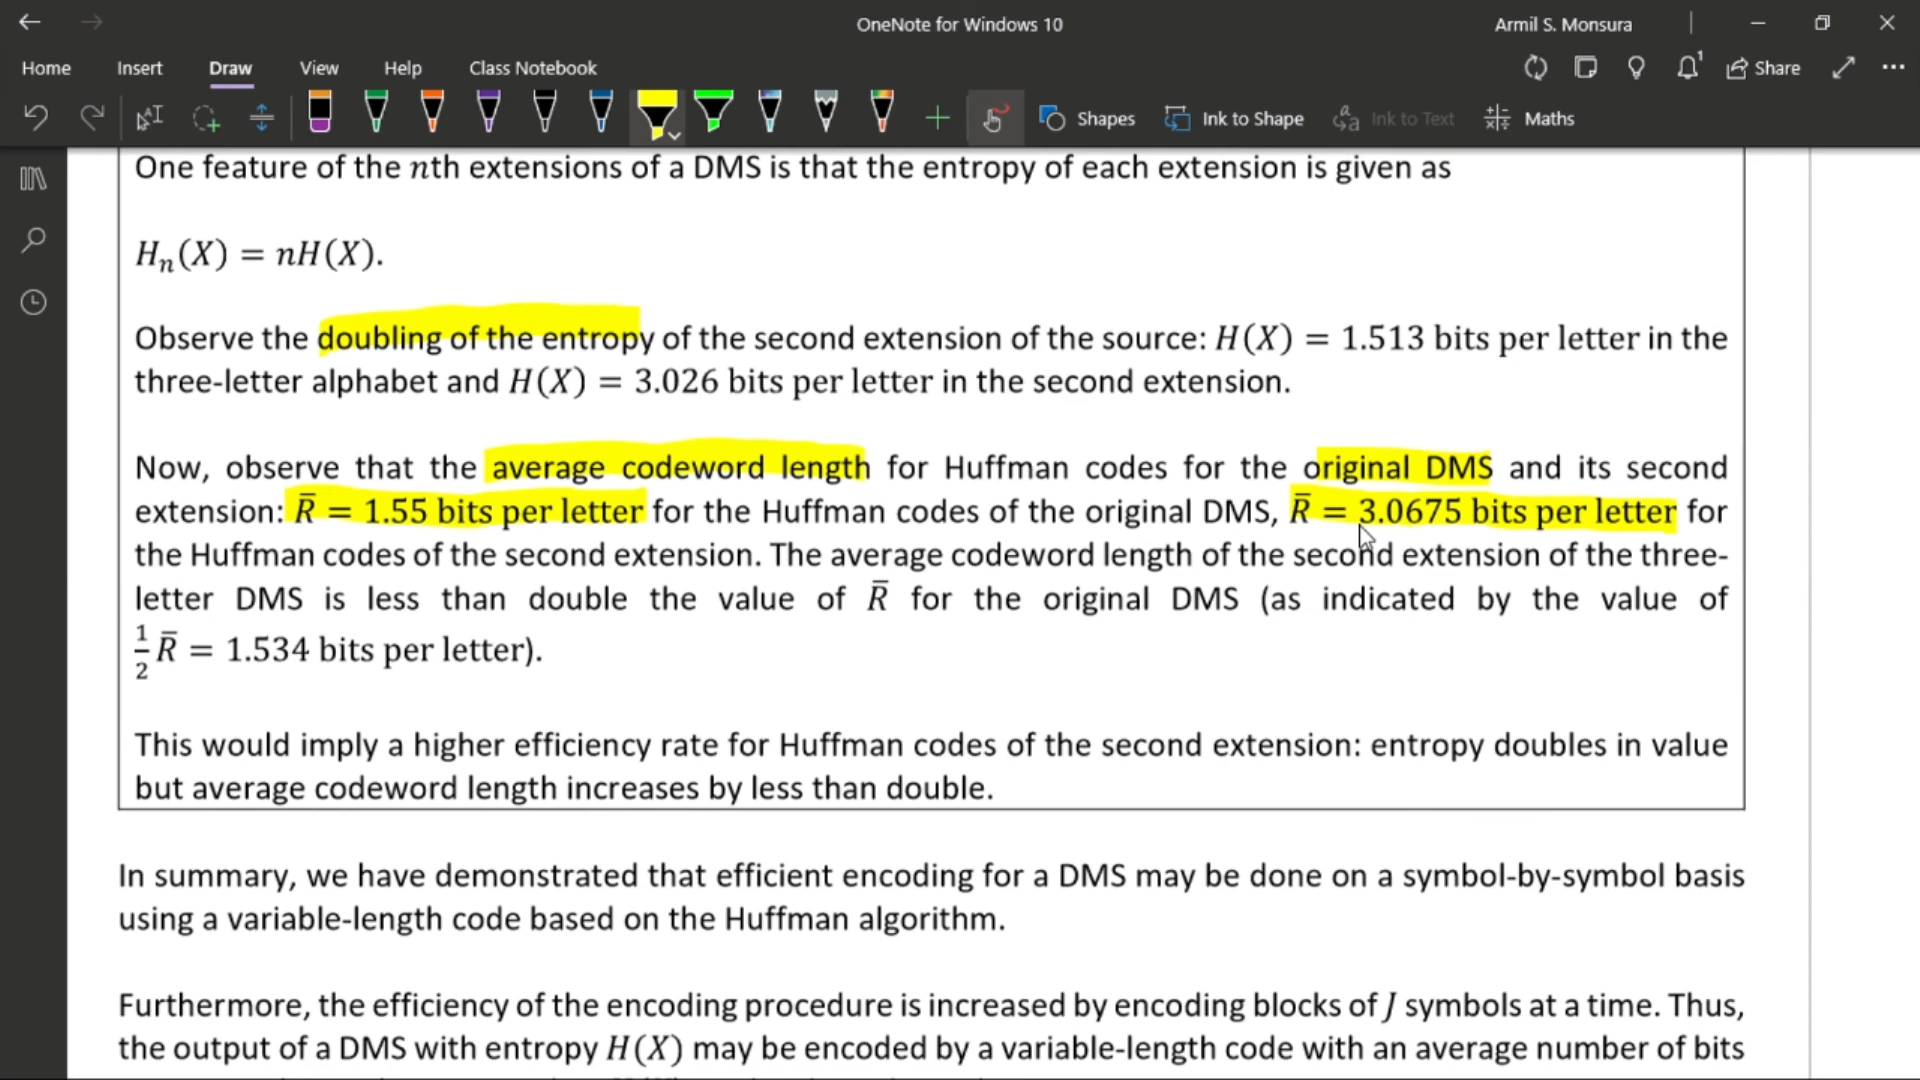 OneNote for Windows 10
Armil S. Monsura
Home Insert Draw View Help Class Notebook
1
Share
Shapes Ink to Shape Ink to Text Maths
One feature of the nth extensions of a DMS is that the entropy of each extension is given as
Hₙ(X) = nH(X).
Observe the doubling of the entropy of the second extension of the source: H(X) = 1.513 bits per letter in the
three-letter alphabet and H(X) = 3.026 bits per letter in the second extension.
Now, observe that the average codeword length for Huffman codes for the original DMS and its second
extension: R̄ = 1.55 bits per letter for the Huffman codes of the original DMS, R̄ = 3.0675 bits per letter for
the Huffman codes of the second extension. The average codeword length of the second extension of the three-
letter DMS is less than double the value of R̄ for the original DMS (as indicated by the value of
½R̄ = 1.534 bits per letter).
This would imply a higher efficiency rate for Huffman codes of the second extension: entropy doubles in value
but average codeword length increases by less than double.
In summary, we have demonstrated that efficient encoding for a DMS may be done on a symbol-by-symbol basis
using a variable-length code based on the Huffman algorithm.
Furthermore, the efficiency of the encoding procedure is increased by encoding blocks of J symbols at a time. Thus,
the output of a DMS with entropy H(X) may be encoded by a variable-length code with an average number of bits